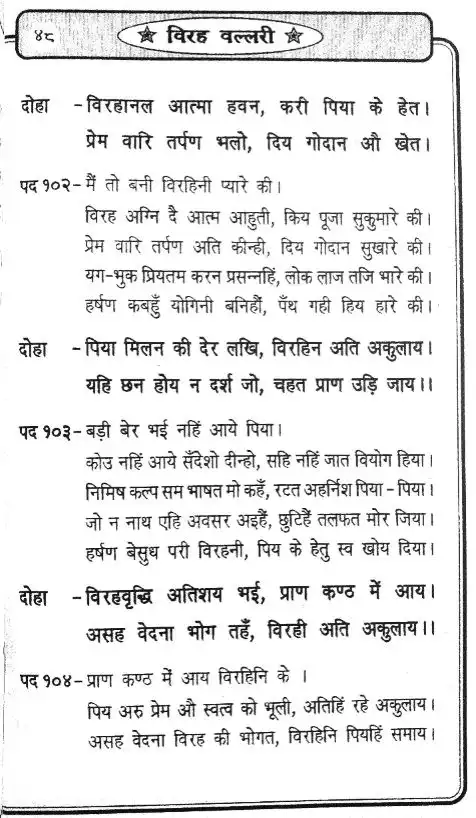 ४८
★ विरह वल्लरी ★
दोहा - विरहानल आत्मा हवन, करी पिया के हेत।
प्रेम वारि तर्पण भलो, दिय गोदान औ खेत।
पद १०२- मैं तो बनी विरहिनी प्यारे की।
विरह अग्नि दै आत्म आहुती, किय पूजा सुकुमारे की।
प्रेम वारि तर्पण अति कीन्ही, दिय गोदान सुखारे की।
यग-भुक प्रियतम करन प्रसन्नहिं, लोक लाज तजि भारे की।
हर्षण कबहुँ योगिनी बनिहौं, पँथ गही हिय हारे की।
दोहा - पिया मिलन की देर लखि, विरहिन अति अकुलाय।
यहि छन होय न दर्श जो, चहत प्राण उड़ि जाय।।
पद १०३- बड़ी बेर भई नहिं आये पिया।
कोउ नहिं आये सँदेशो दीन्हो, सहि नहिं जात वियोग हिया।
निमिष कल्प सम भाषत मो कहँ, रटत अहर्निश पिया - पिया।
जो न नाथ एहि अवसर अइहैं, छुटिहैं तलफत मोर जिया।
हर्षण बेसुध परी विरहनी, पिय के हेतु स्व खोय दिया।
दोहा - विरहवृद्धि अतिशय भई, प्राण कण्ठ में आय।
असह वेदना भोग तहँ, विरही अति अकुलाय।।
पद १०४- प्राण कण्ठ में आय विरहिनि के ।
पिय अरु प्रेम औ स्वत्व को भूली, अतिहिं रहे अकुलाय।
असह वेदना विरह की भोगत, विरहिनि पियहिं समाय।